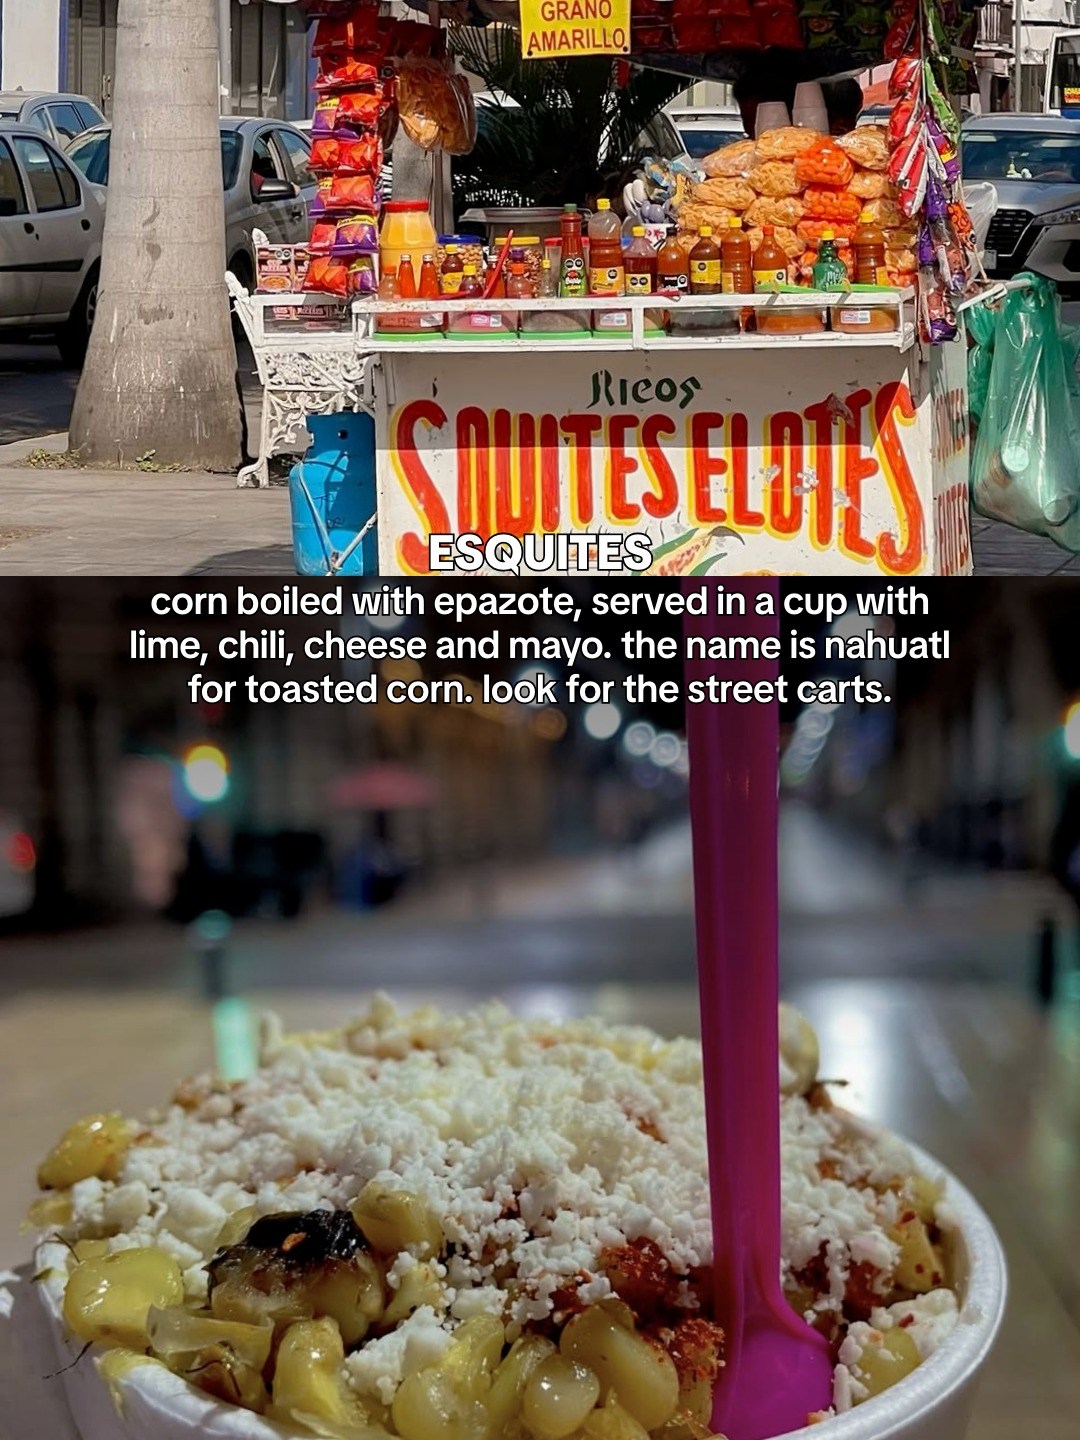 GRANO
AMARILLO
Ricos
SQUITES ELOTES
ESQUITES
corn boiled with epazote, served in a cup with
lime, chili, cheese and mayo. the name is nahuatl
for toasted corn. look for the street carts.